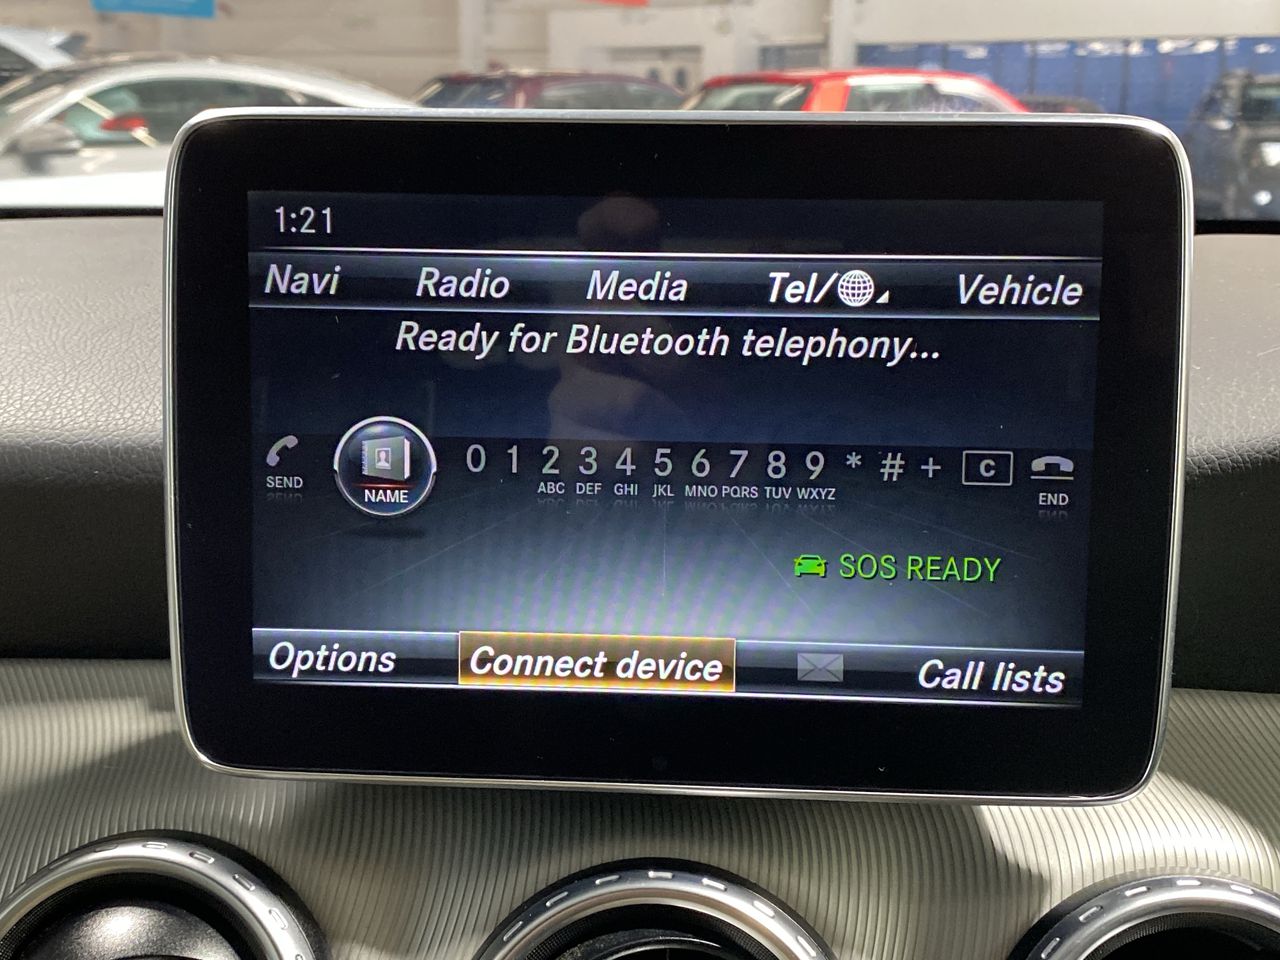 1:21
Navi Radio Media Tel/ Vehicle
Ready for Bluetooth telephony...
SEND NAME 0 1 2 3 4 5 6 7 8 9 * # + C END
ABC DEF GHI JKL MNO PQRS TUV WXYZ
SOS READY
Options Connect device Call lists